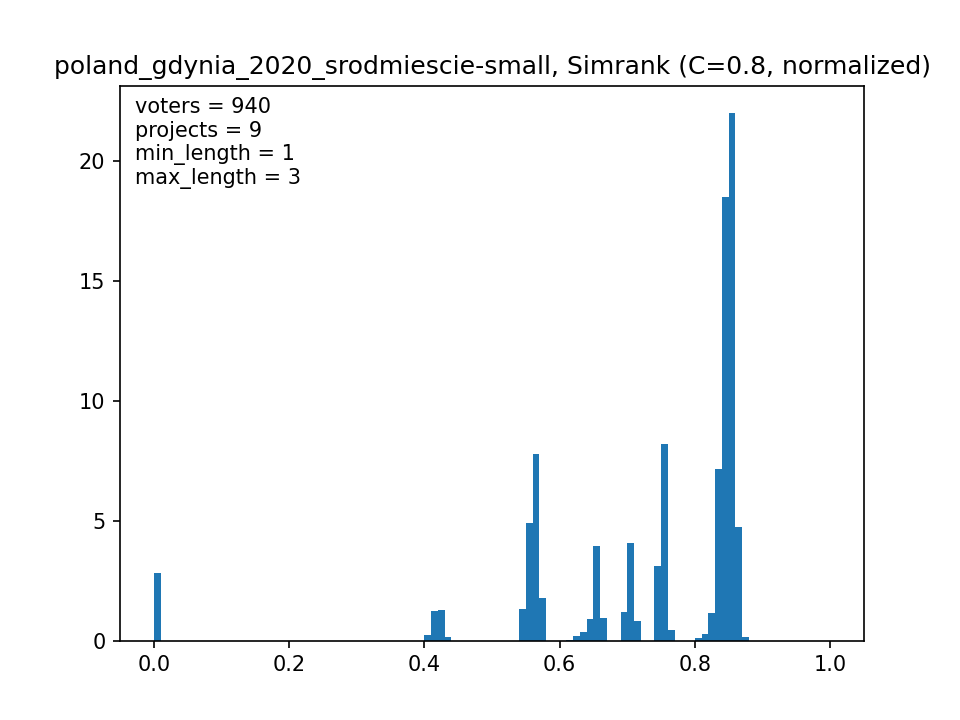 poland_gdynia_2020_srodmiescie-small, Simrank (C=0.8, normalized)
voters = 940
projects = 9
min_length = 1
max_length = 3
20
15
10
5
0
0.0 0.2 0.4 0.6 0.8 1.0